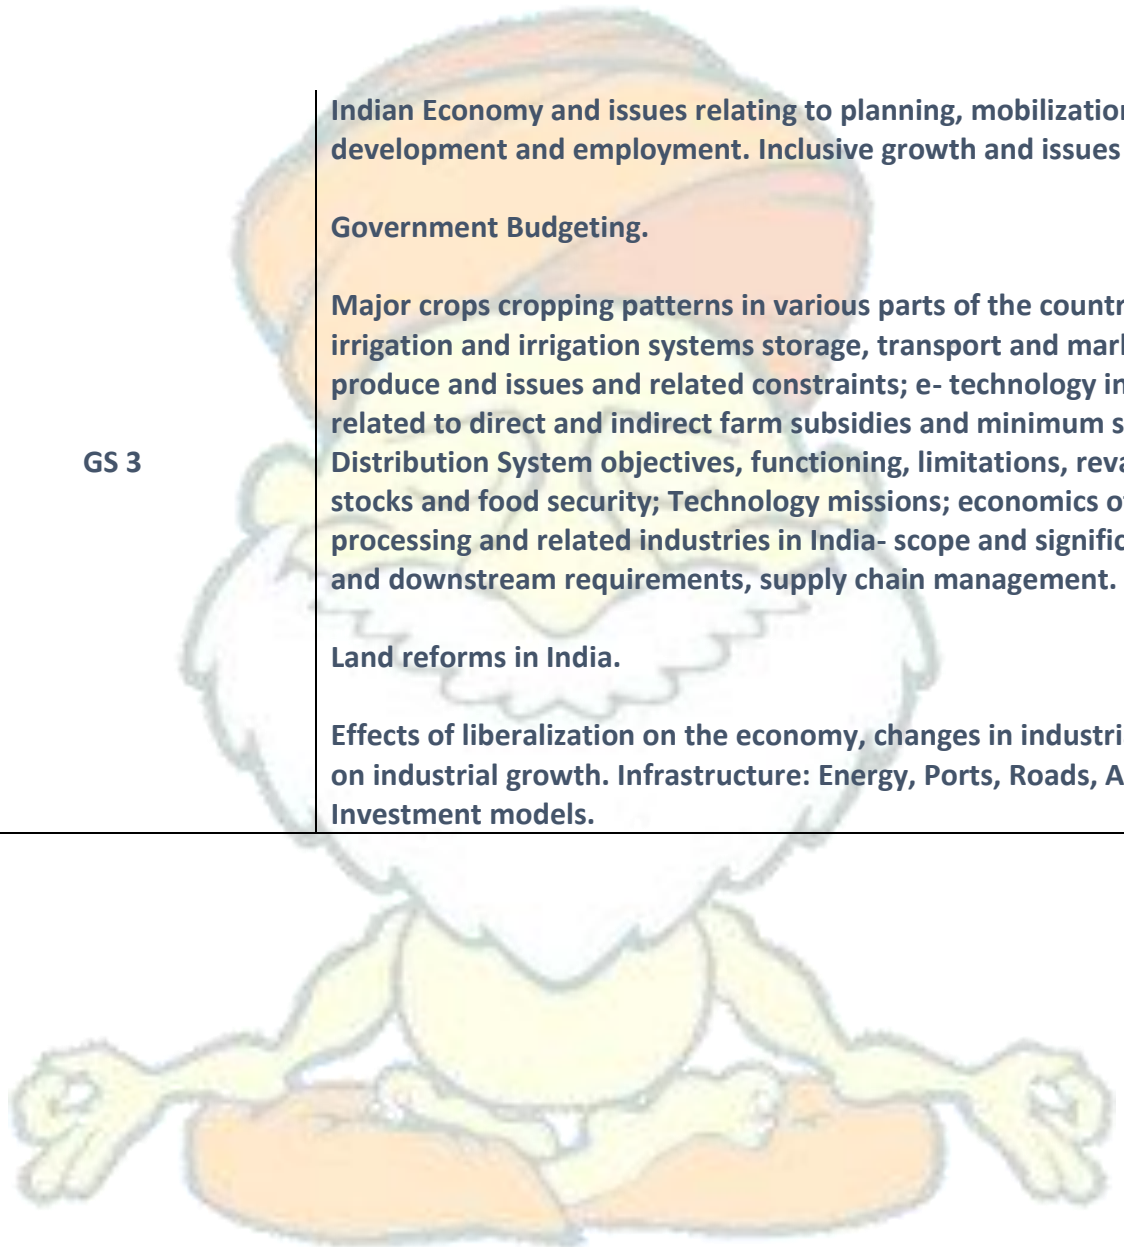 Indian Economy and issues relating to planning, mobilization
development and employment. Inclusive growth and issues
Government Budgeting.
Major crops cropping patterns in various parts of the countr
irrigation and irrigation systems storage, transport and mar
produce and issues and related constraints; e- technology in
related to direct and indirect farm subsidies and minimum s
GS 3
Distribution System objectives, functioning, limitations, reva
stocks and food security; Technology missions; economics o
processing and related industries in India- scope and signific
and downstream requirements, supply chain management.
Land reforms in India.
Effects of liberalization on the economy, changes in industri
on industrial growth. Infrastructure: Energy, Ports, Roads, A
Investment models.